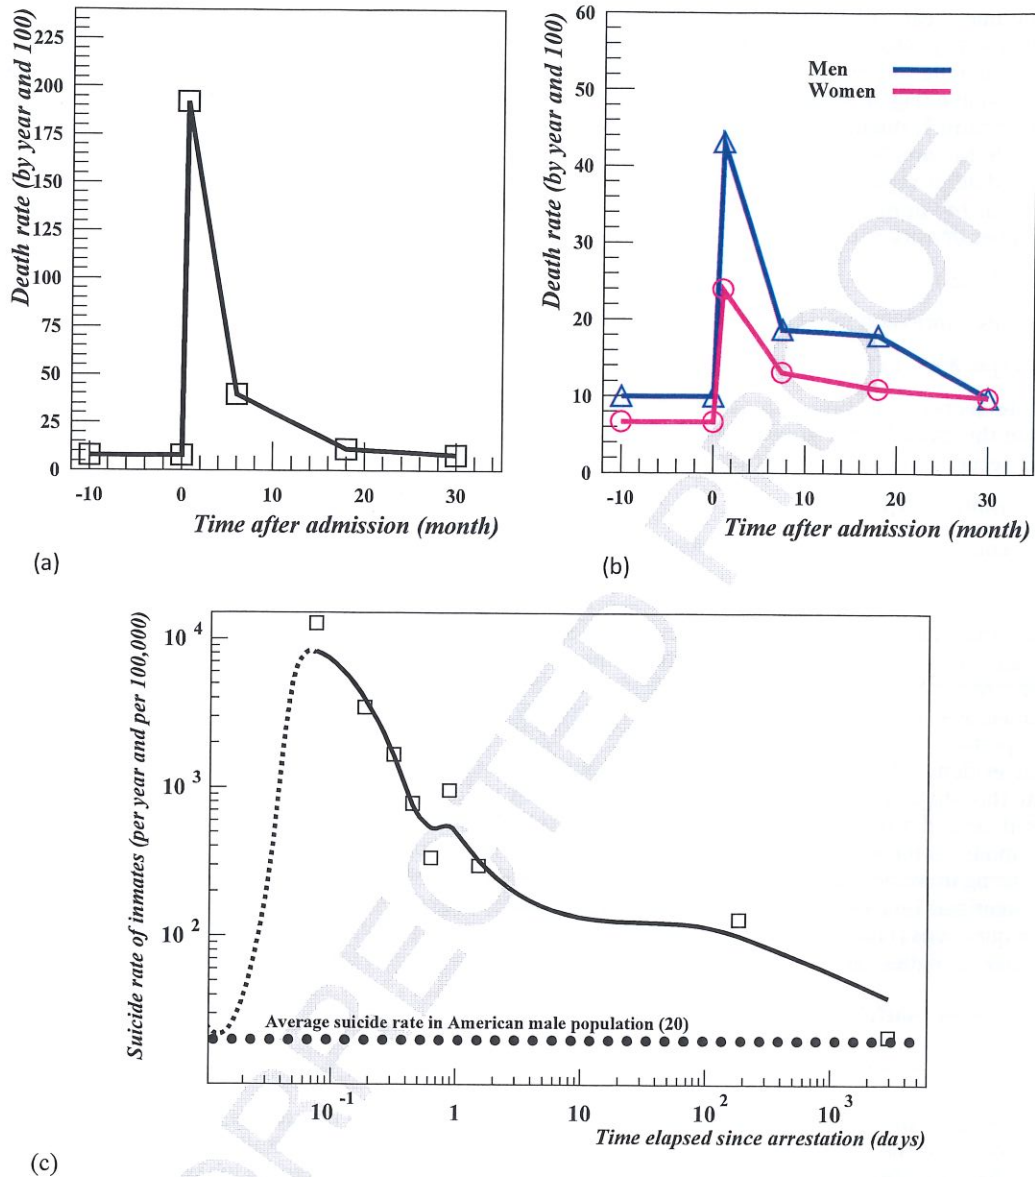 Death rate (by year and 100)
225
200
175
150
125
100
75
50
25
0
-10 0 10 20 30
Time after admission (month)
(a)
Death rate (by year and 100)
60
50
40
30
20
10
0
Men
Women
-10 0 10 20 30
Time after admission (month)
(b)
Suicide rate of inmates (per year and per 100,000)
10 4
10 3
10 2
Average suicide rate in American male population (20)
10 -1 1 10 10 2 10 3
Time elapsed since arrestation (days)
(c)
ORRECTED PROOF